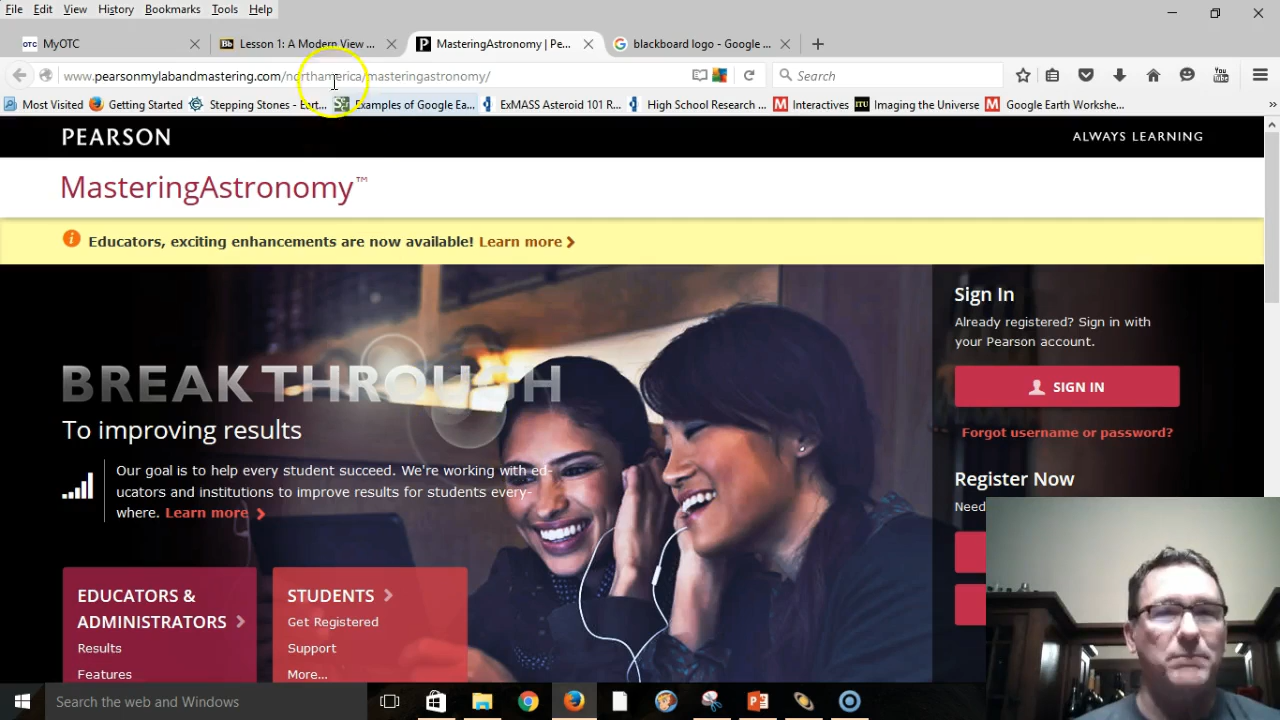 File Edit View History Bookmarks Tools Help
MyOTC
Bb Lesson 1: A Modern View ...
P MasteringAstronomy | Pe...
G blackboard logo - Google ...
www.pearsonmylabandmastering.com/northamerica/masteringastronomy/
Search
Most Visited Getting Started Stepping Stones - Eart... Examples of Google Ea... ExMASS Asteroid 101 R... High School Research ... Interactives Imaging the Universe Google Earth Workshe...
PEARSON
ALWAYS LEARNING
MasteringAstronomy™
Educators, exciting enhancements are now available! Learn more
BREAKTHROUGH
To improving results
Our goal is to help every student succeed. We're working with ed-
ucators and institutions to improve results for students every-
where. Learn more
EDUCATORS &
ADMINISTRATORS
Results
Features
STUDENTS
Get Registered
Support
More...
Sign In
Already registered? Sign in with
your Pearson account.
SIGN IN
Forgot username or password?
Register Now
Search the web and Windows